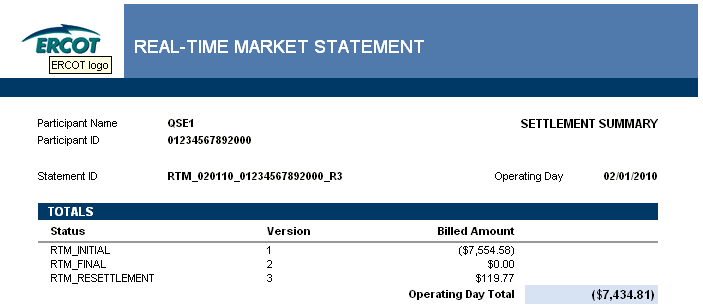 ERCOT
ERCOT logo
REAL-TIME MARKET STATEMENT
Participant Name QSE1 SETTLEMENT SUMMARY
Participant ID 01234567892000
Statement ID RTM_020110_01234567892000_R3 Operating Day 02/01/2010
TOTALS
Status Version Billed Amount
RTM_INITIAL 1 ($7,554.58)
RTM_FINAL 2 $0.00
RTM_RESETTLEMENT 3 $119.77
Operating Day Total ($7,434.81)